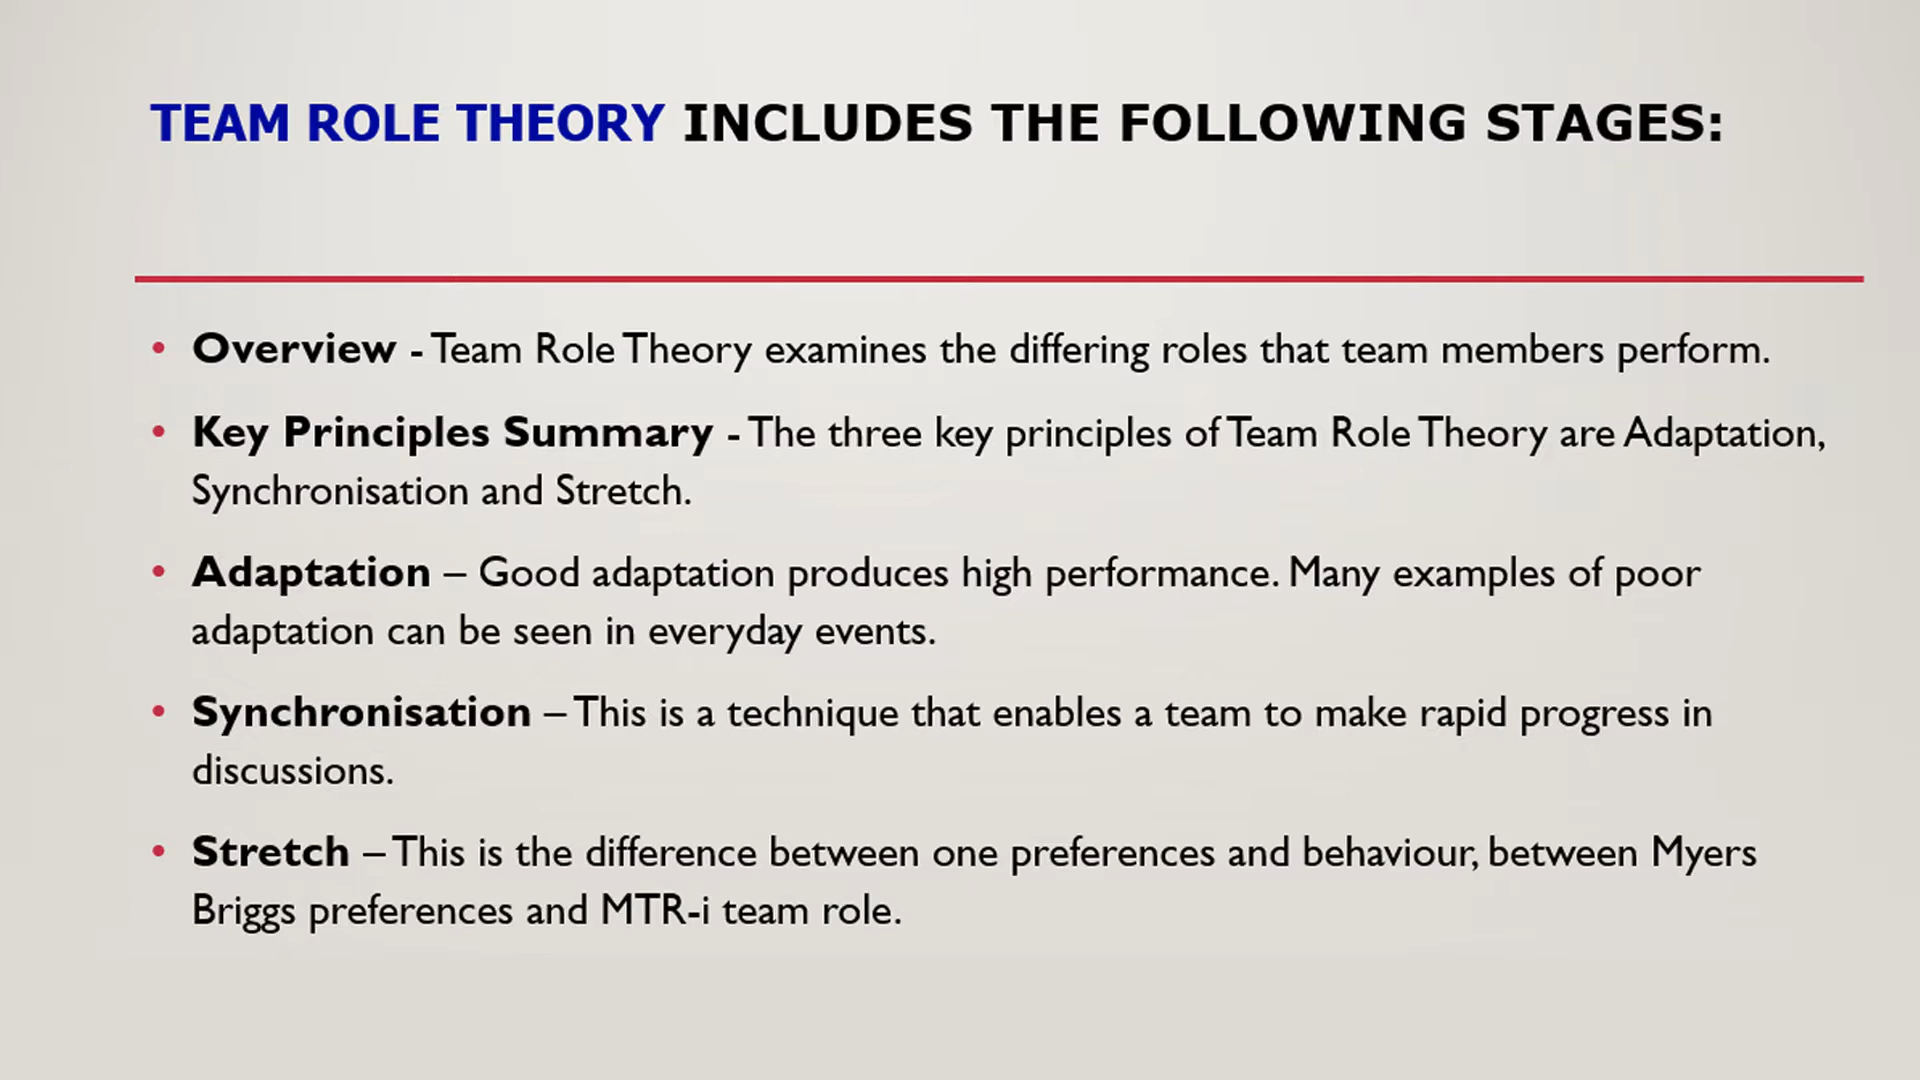 TEAM ROLE THEORY INCLUDES THE FOLLOWING STAGES:
• Overview - Team Role Theory examines the differing roles that team members perform.
• Key Principles Summary - The three key principles of Team Role Theory are Adaptation,
Synchronisation and Stretch.
• Adaptation – Good adaptation produces high performance. Many examples of poor
adaptation can be seen in everyday events.
• Synchronisation – This is a technique that enables a team to make rapid progress in
discussions.
• Stretch – This is the difference between one preferences and behaviour, between Myers
Briggs preferences and MTR-i team role.